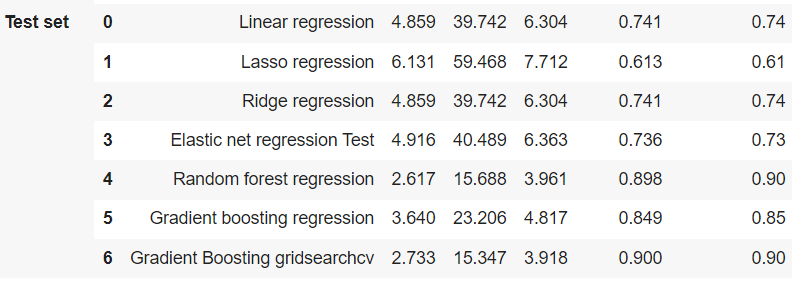 Test set 0 Linear regression 4.859 39.742 6.304 0.741 0.74
1 Lasso regression 6.131 59.468 7.712 0.613 0.61
2 Ridge regression 4.859 39.742 6.304 0.741 0.74
3 Elastic net regression Test 4.916 40.489 6.363 0.736 0.73
4 Random forest regression 2.617 15.688 3.961 0.898 0.90
5 Gradient boosting regression 3.640 23.206 4.817 0.849 0.85
6 Gradient Boosting gridsearchcv 2.733 15.347 3.918 0.900 0.90